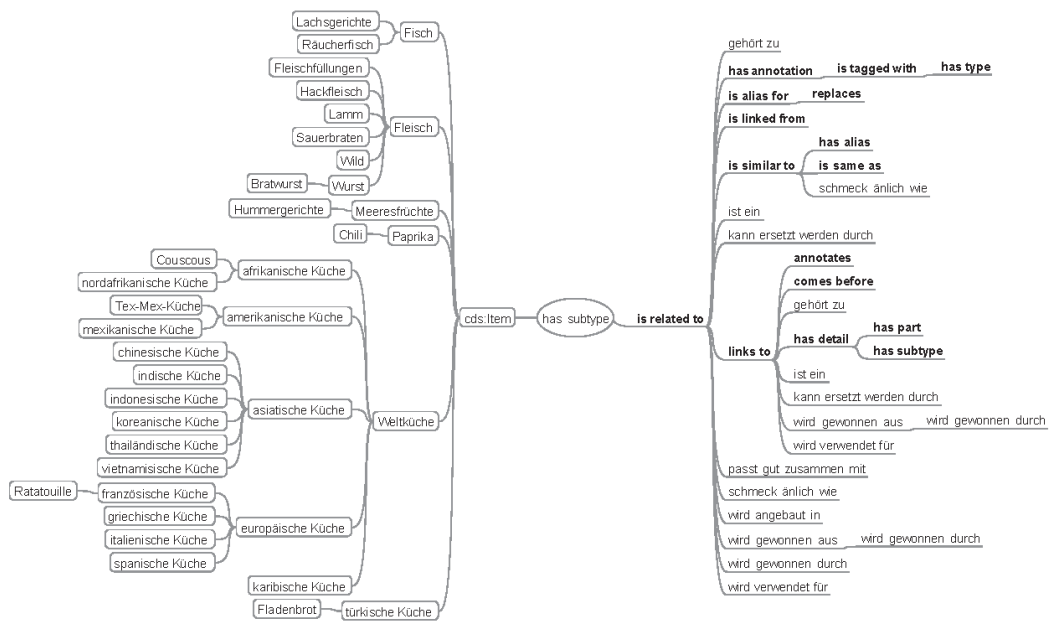 Lachsgerichte
Räucherfisch
Fisch
Fleischfüllungen
Hackfleisch
Lamm
Sauerbraten
Wild
Bratwurst
Wurst
Fleisch
Hummergerichte
Meeresfrüchte
Chili
Paprika
Couscous
nordafrikanische Küche
afrikanische Küche
Tex-Mex-Küche
mexikanische Küche
amerikanische Küche
chinesische Küche
indische Küche
indonesische Küche
koreanische Küche
thailändische Küche
vietnamisische Küche
asiatische Küche
Weltküche
Ratatouille
französische Küche
griechische Küche
italienische Küche
spanische Küche
europäische Küche
karibische Küche
Fladenbrot
türkische Küche
cds:Item
has subtype
is related to
gehört zu
has annotation
is tagged with
has type
is alias for
replaces
is linked from
is similar to
has alias
is same as
schmeck änlich wie
ist ein
kann ersetzt werden durch
links to
annotates
comes before
gehört zu
has detail
has part
has subtype
ist ein
kann ersetzt werden durch
wird gewonnen aus
wird gewonnen durch
wird verwendet für
passt gut zusammen mit
schmeck änlich wie
wird angebaut in
wird gewonnen aus
wird gewonnen durch
wird gewonnen durch
wird verwendet für